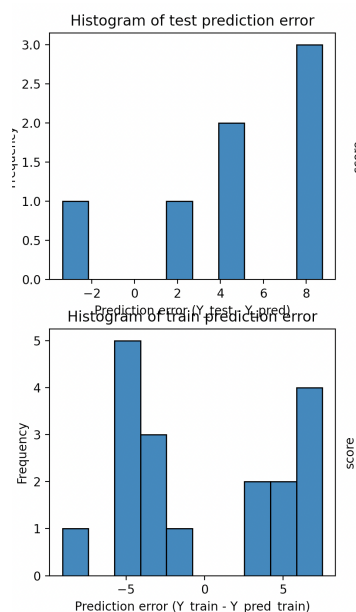 Histogram of test prediction error
3.0
2.5
2.0
1.5
1.0
0.5
0.0
Frequency
score
−2 0 2 4 6 8
Prediction error (Y_test - Y_pred)
Histogram of train prediction error
5
4
3
2
1
0
Frequency
score
−5 0 5
Prediction error (Y_train - Y_pred_train)